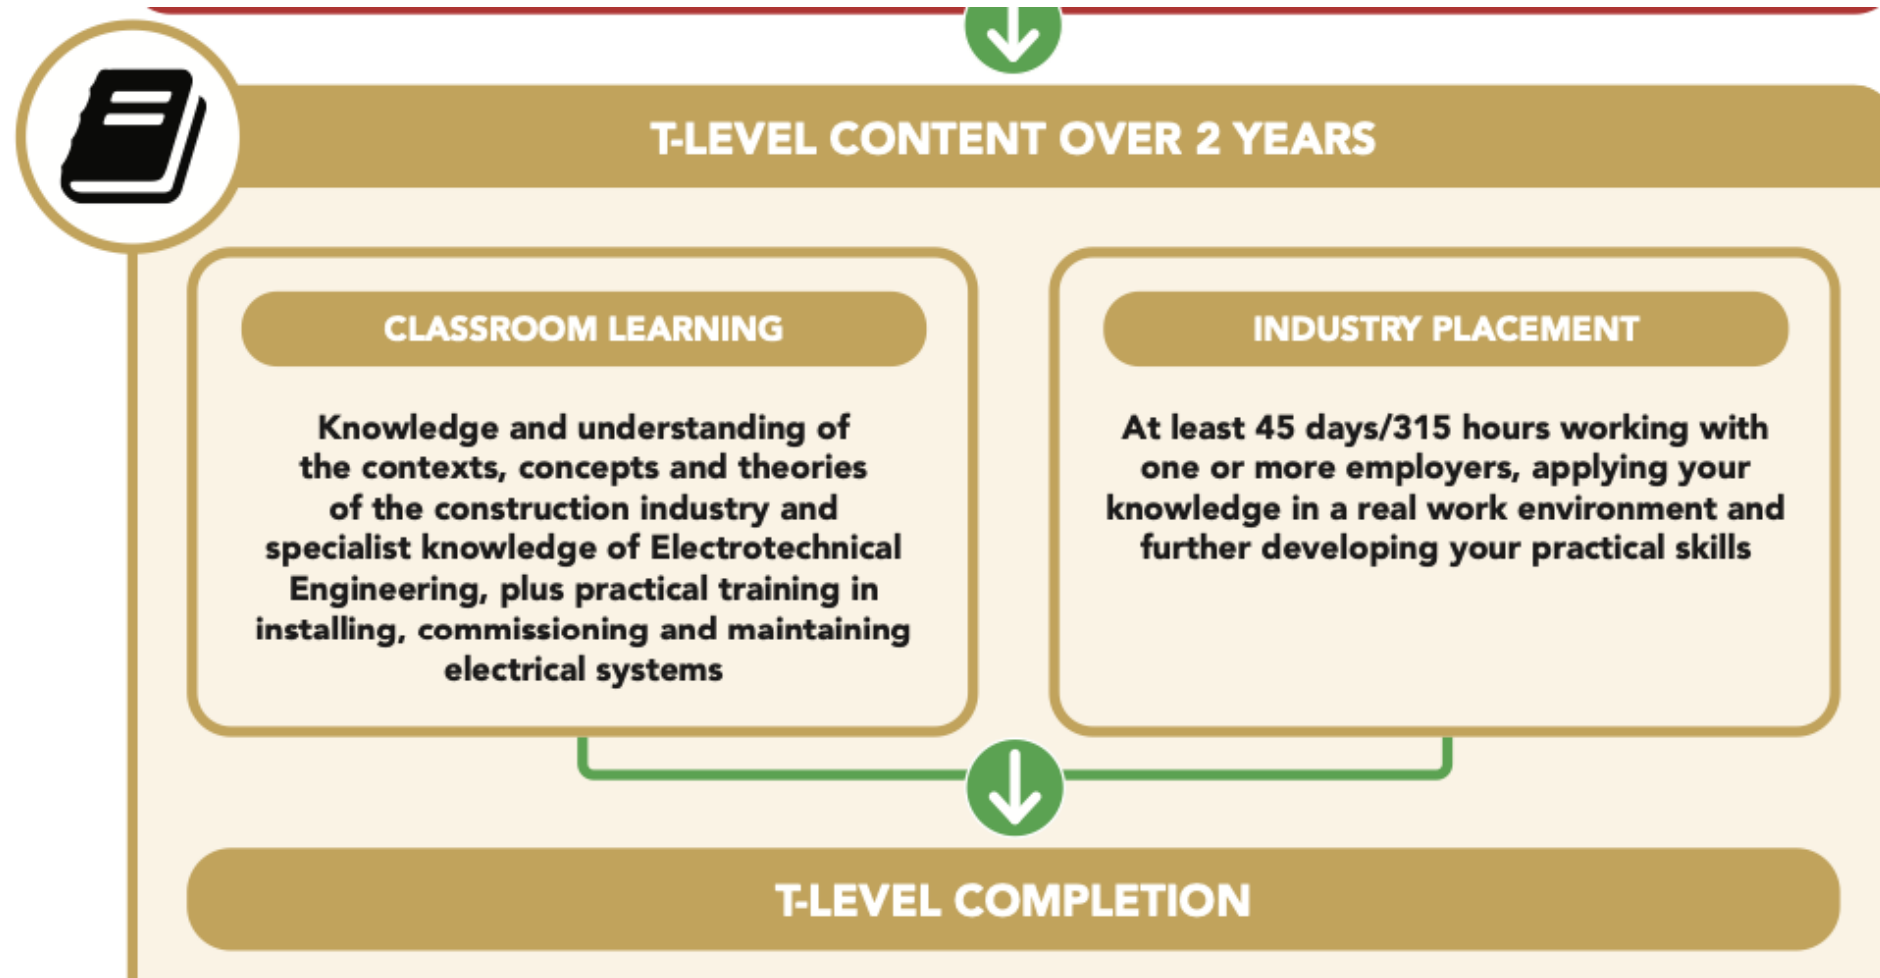 T-LEVEL CONTENT OVER 2 YEARS
CLASSROOM LEARNING
Knowledge and understanding of
the contexts, concepts and theories
of the construction industry and
specialist knowledge of Electrotechnical
Engineering, plus practical training in
installing, commissioning and maintaining
electrical systems
INDUSTRY PLACEMENT
At least 45 days/315 hours working with
one or more employers, applying your
knowledge in a real work environment and
further developing your practical skills
T-LEVEL COMPLETION